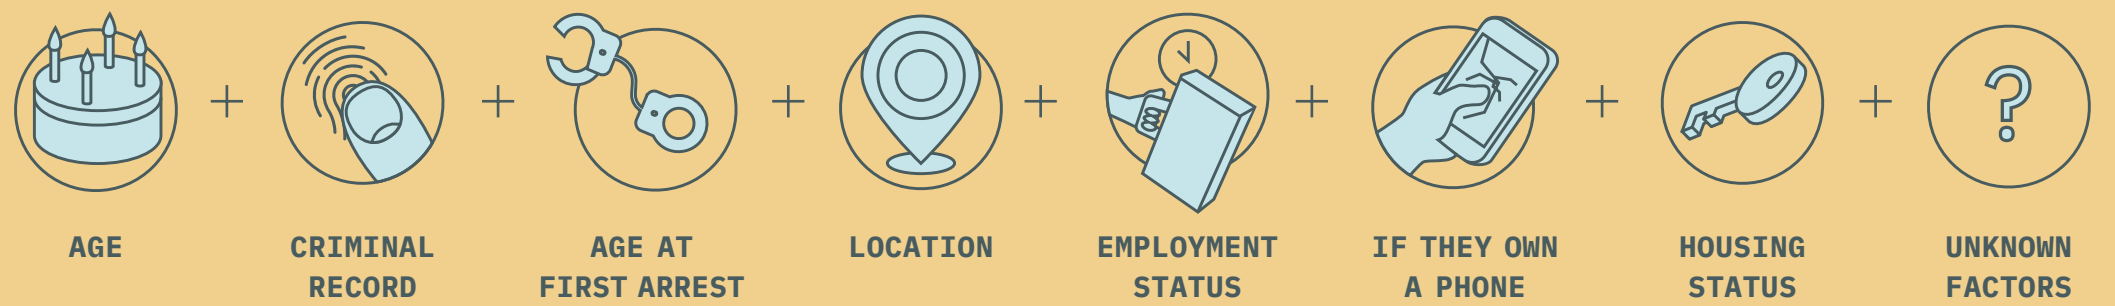 AGE
CRIMINAL
RECORD
AGE AT
FIRST ARREST
LOCATION
EMPLOYMENT
STATUS
IF THEY OWN
A PHONE
HOUSING
STATUS
?
UNKNOWN
FACTORS